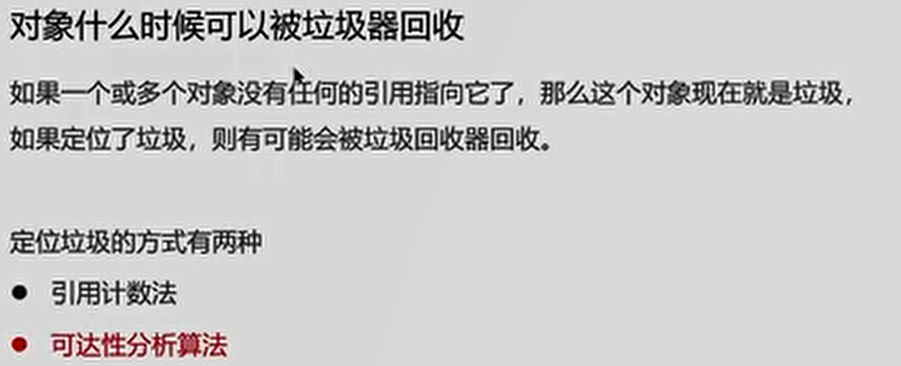 对象什么时候可以被垃圾器回收
如果一个或多个对象没有任何的引用指向它了，那么这个对象现在就是垃圾，
如果定位了垃圾，则有可能会被垃圾回收器回收。
定位垃圾的方式有两种
● 引用计数法
● 可达性分析算法